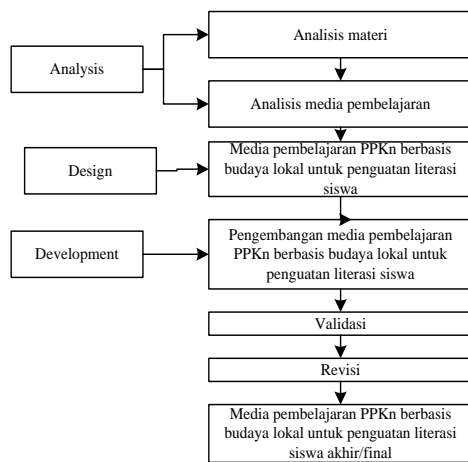 Analisis materi
Analysis
Analisis media pembelajaran
Media pembelajaran PPKn berbasis
budaya lokal untuk penguatan literasi
siswa
Design
Pengembangan media pembelajaran
PPKn berbasis budaya lokal untuk
penguatan literasi siswa
Development
Validasi
Revisi
Media pembelajaran PPKn berbasis
budaya lokal untuk penguatan literasi
siswa akhir/final